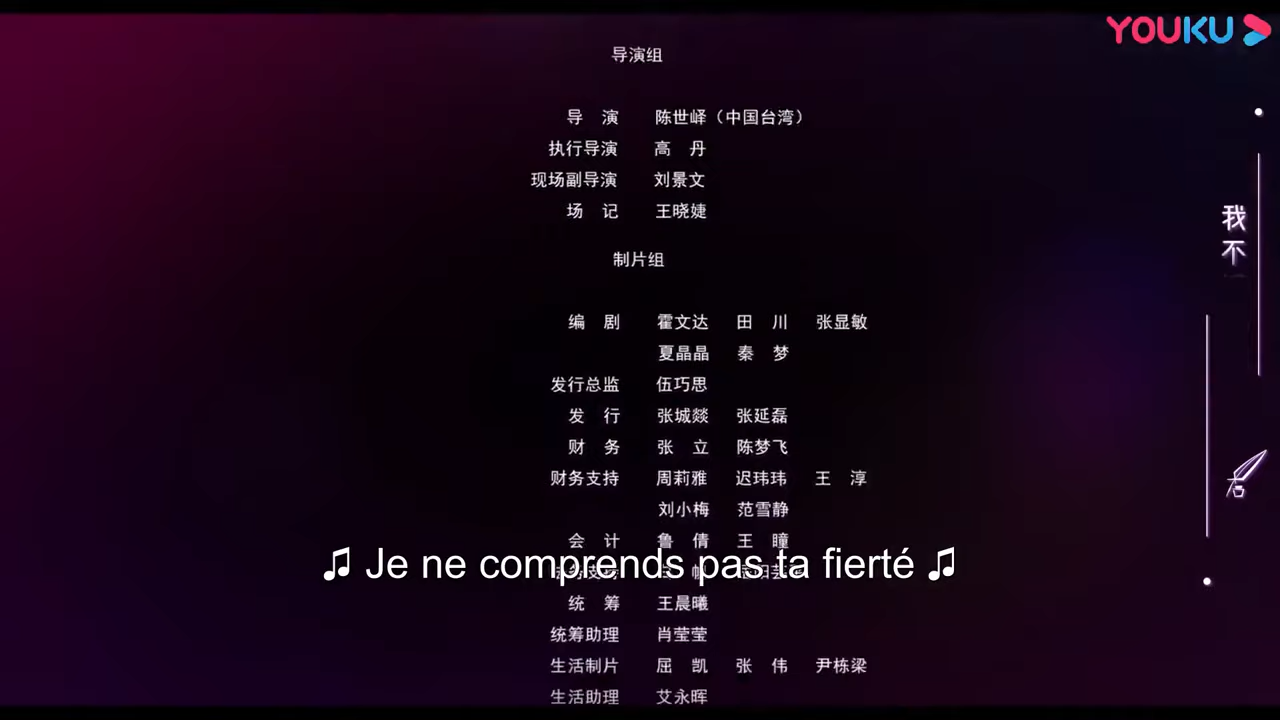 YOUKU
导演组
导 演 陈世峄（中国台湾）
执行导演 高 丹
现场副导演 刘景文
场 记 王晓婕
制片组
编 剧 霍文达 田 川 张显敏
夏晶晶 秦 梦
发行总监 伍巧思
发 行 张城燚 张延磊
财 务 张 立 陈梦飞
财务支持 周莉雅 迟玮玮 王 淳
刘小梅 范雪静
会 计 鲁 倩 王 瞳
♫ Je ne comprends pas ta fierté ♫
统 筹 王晨曦
统筹助理 肖莹莹
生活制片 屈 凯 张 伟 尹栋梁
生活助理 艾永晖
我不